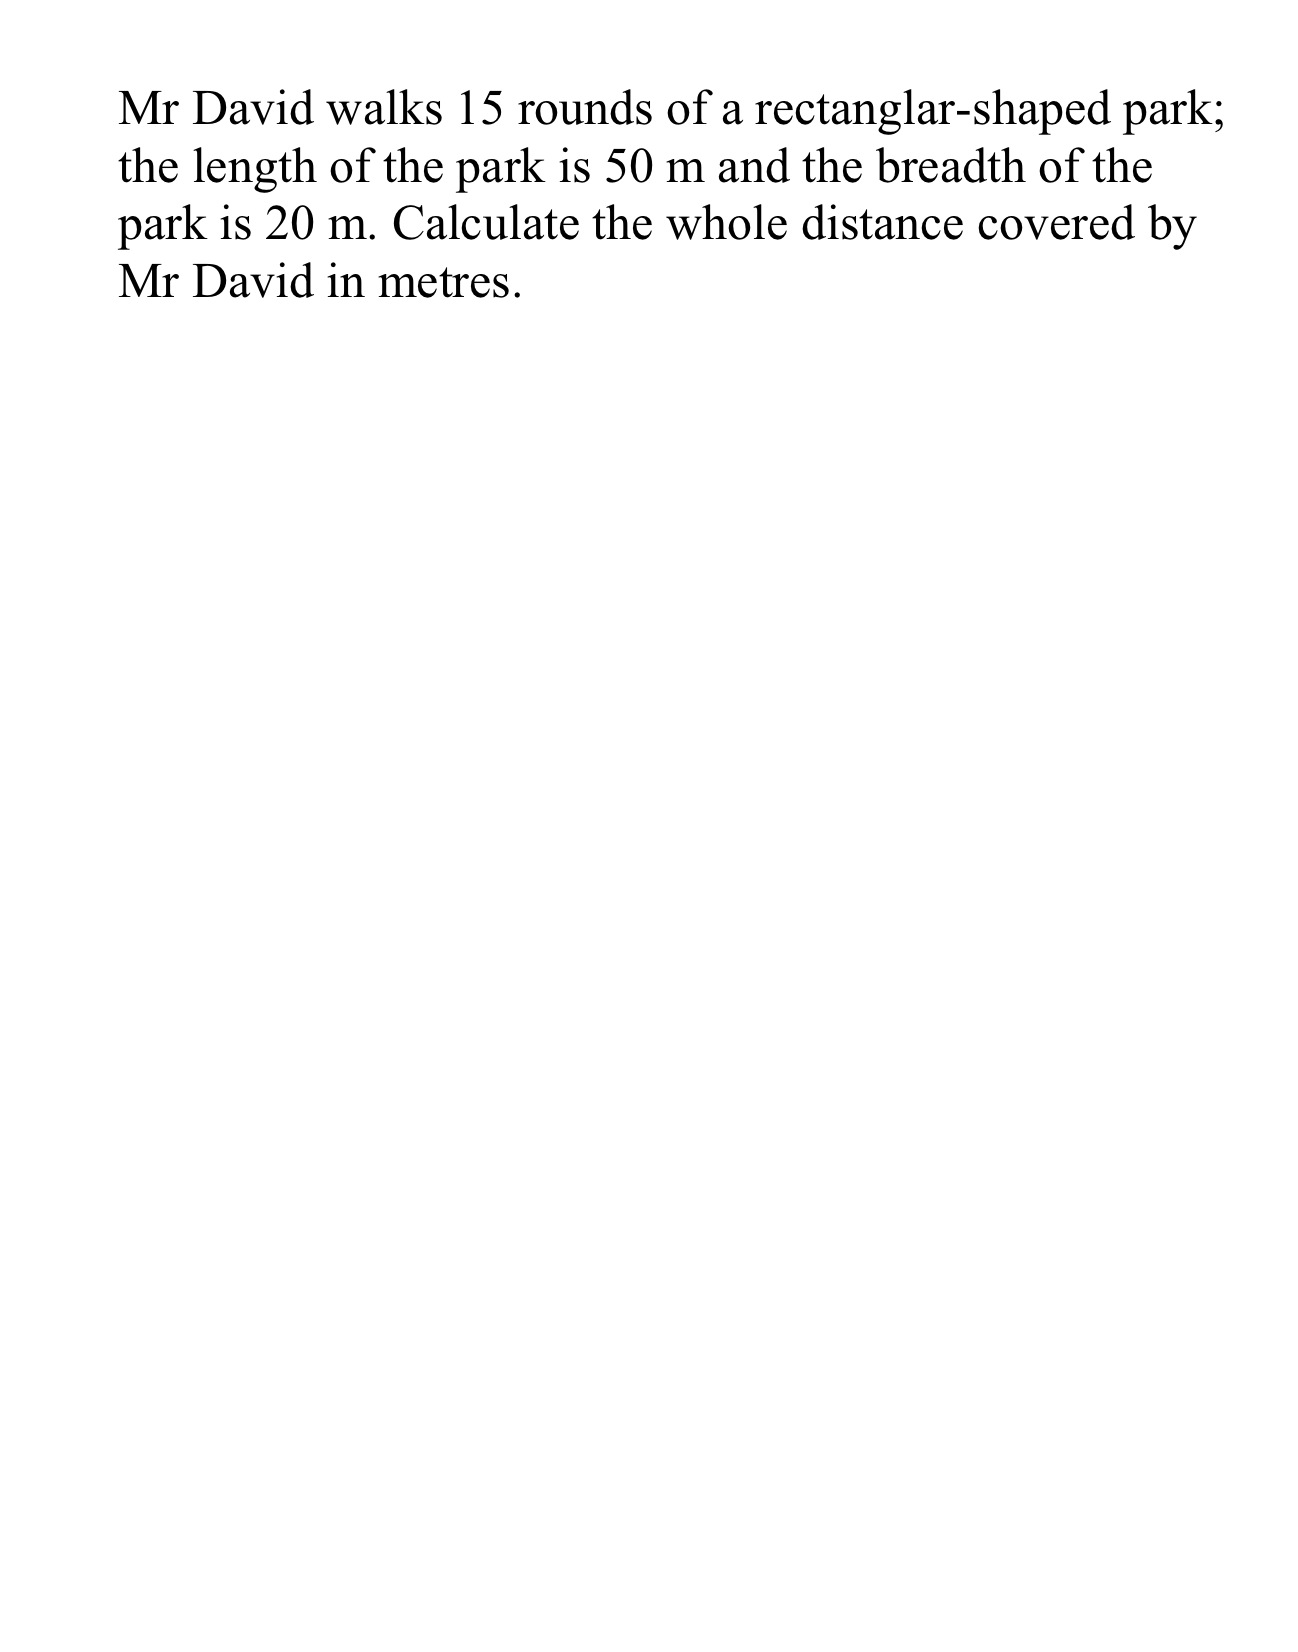 Mr David walks 15 rounds of a rectanglar-shaped park;
the length of the park is 50 m and the breadth of the
park is 20 m. Calculate the whole distance covered by
Mr David in metres.